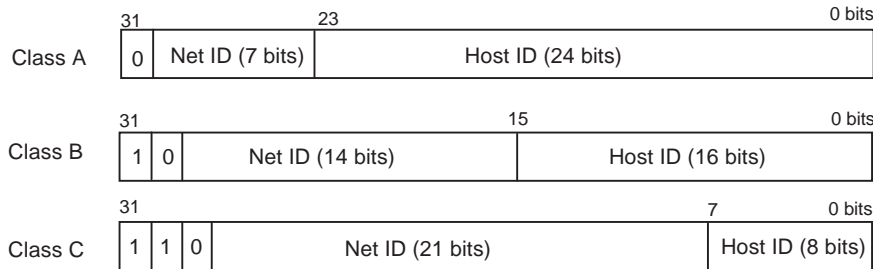 31 23 0 bits
Class A 0 Net ID (7 bits) Host ID (24 bits)
31 15 0 bits
Class B 1 0 Net ID (14 bits) Host ID (16 bits)
31 7 0 bits
Class C 1 1 0 Net ID (21 bits) Host ID (8 bits)